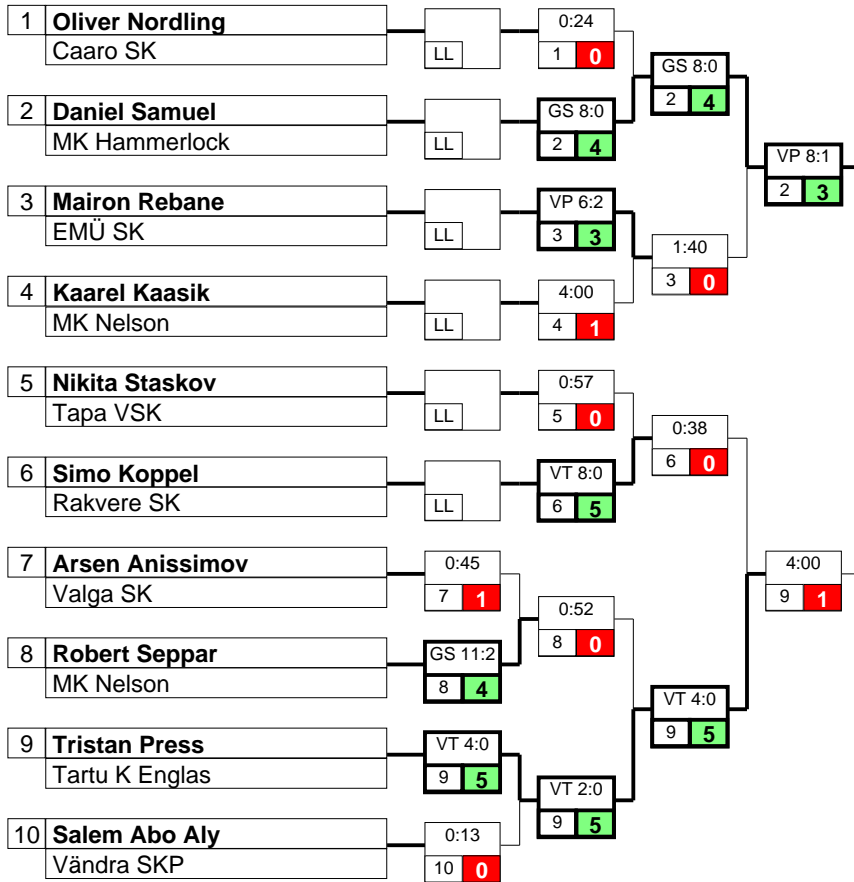 1 Oliver Nordling
Caaro SK
LL
0:24
1 0
GS 8:0
2 4
2 Daniel Samuel
MK Hammerlock
LL
GS 8:0
2 4
VP 8:1
2 3
3 Mairon Rebane
EMÜ SK
LL
VP 6:2
3 3
1:40
3 0
4 Kaarel Kaasik
MK Nelson
LL
4:00
4 1
5 Nikita Staskov
Tapa VSK
LL
0:57
5 0
0:38
6 0
6 Simo Koppel
Rakvere SK
LL
VT 8:0
6 5
7 Arsen Anissimov
Valga SK
0:45
7 1
4:00
9 1
0:52
8 0
8 Robert Seppar
MK Nelson
GS 11:2
8 4
VT 4:0
9 5
9 Tristan Press
Tartu K Englas
VT 4:0
9 5
VT 2:0
9 5
10 Salem Abo Aly
Vändra SKP
0:13
10 0